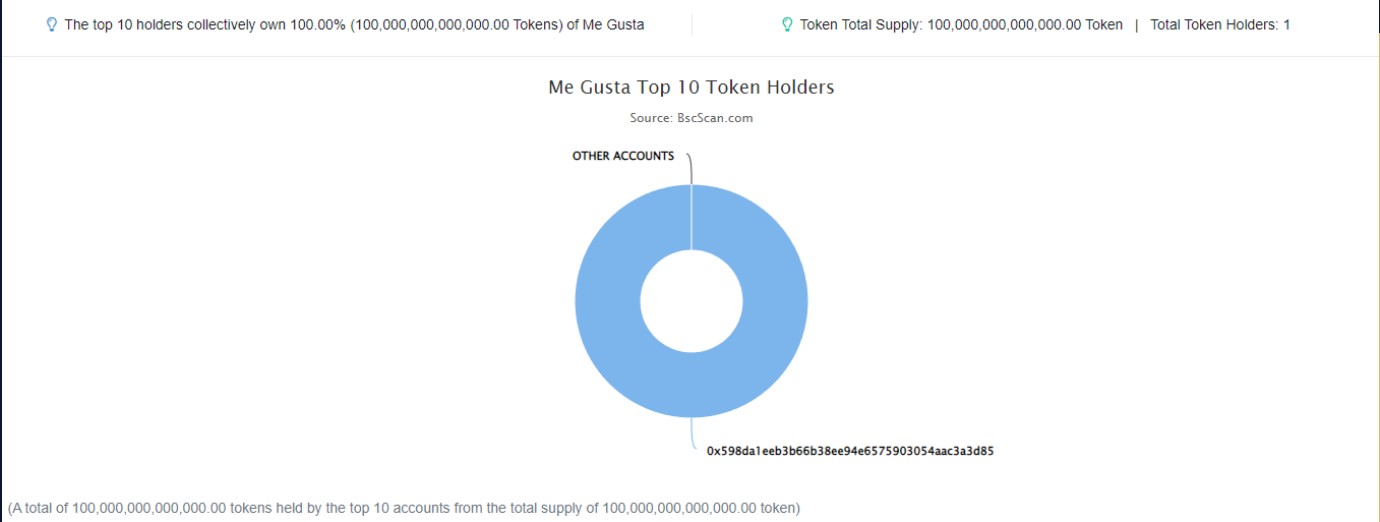 The top 10 holders collectively own 100.00% (100,000,000,000,000.00 Tokens) of Me Gusta
Token Total Supply: 100,000,000,000,000.00 Token | Total Token Holders: 1
Me Gusta Top 10 Token Holders
Source: BscScan.com
OTHER ACCOUNTS
0x598da1eeb3b66b38ee94e6575903054aac3a3d85
(A total of 100,000,000,000,000.00 tokens held by the top 10 accounts from the total supply of 100,000,000,000,000.00 token)